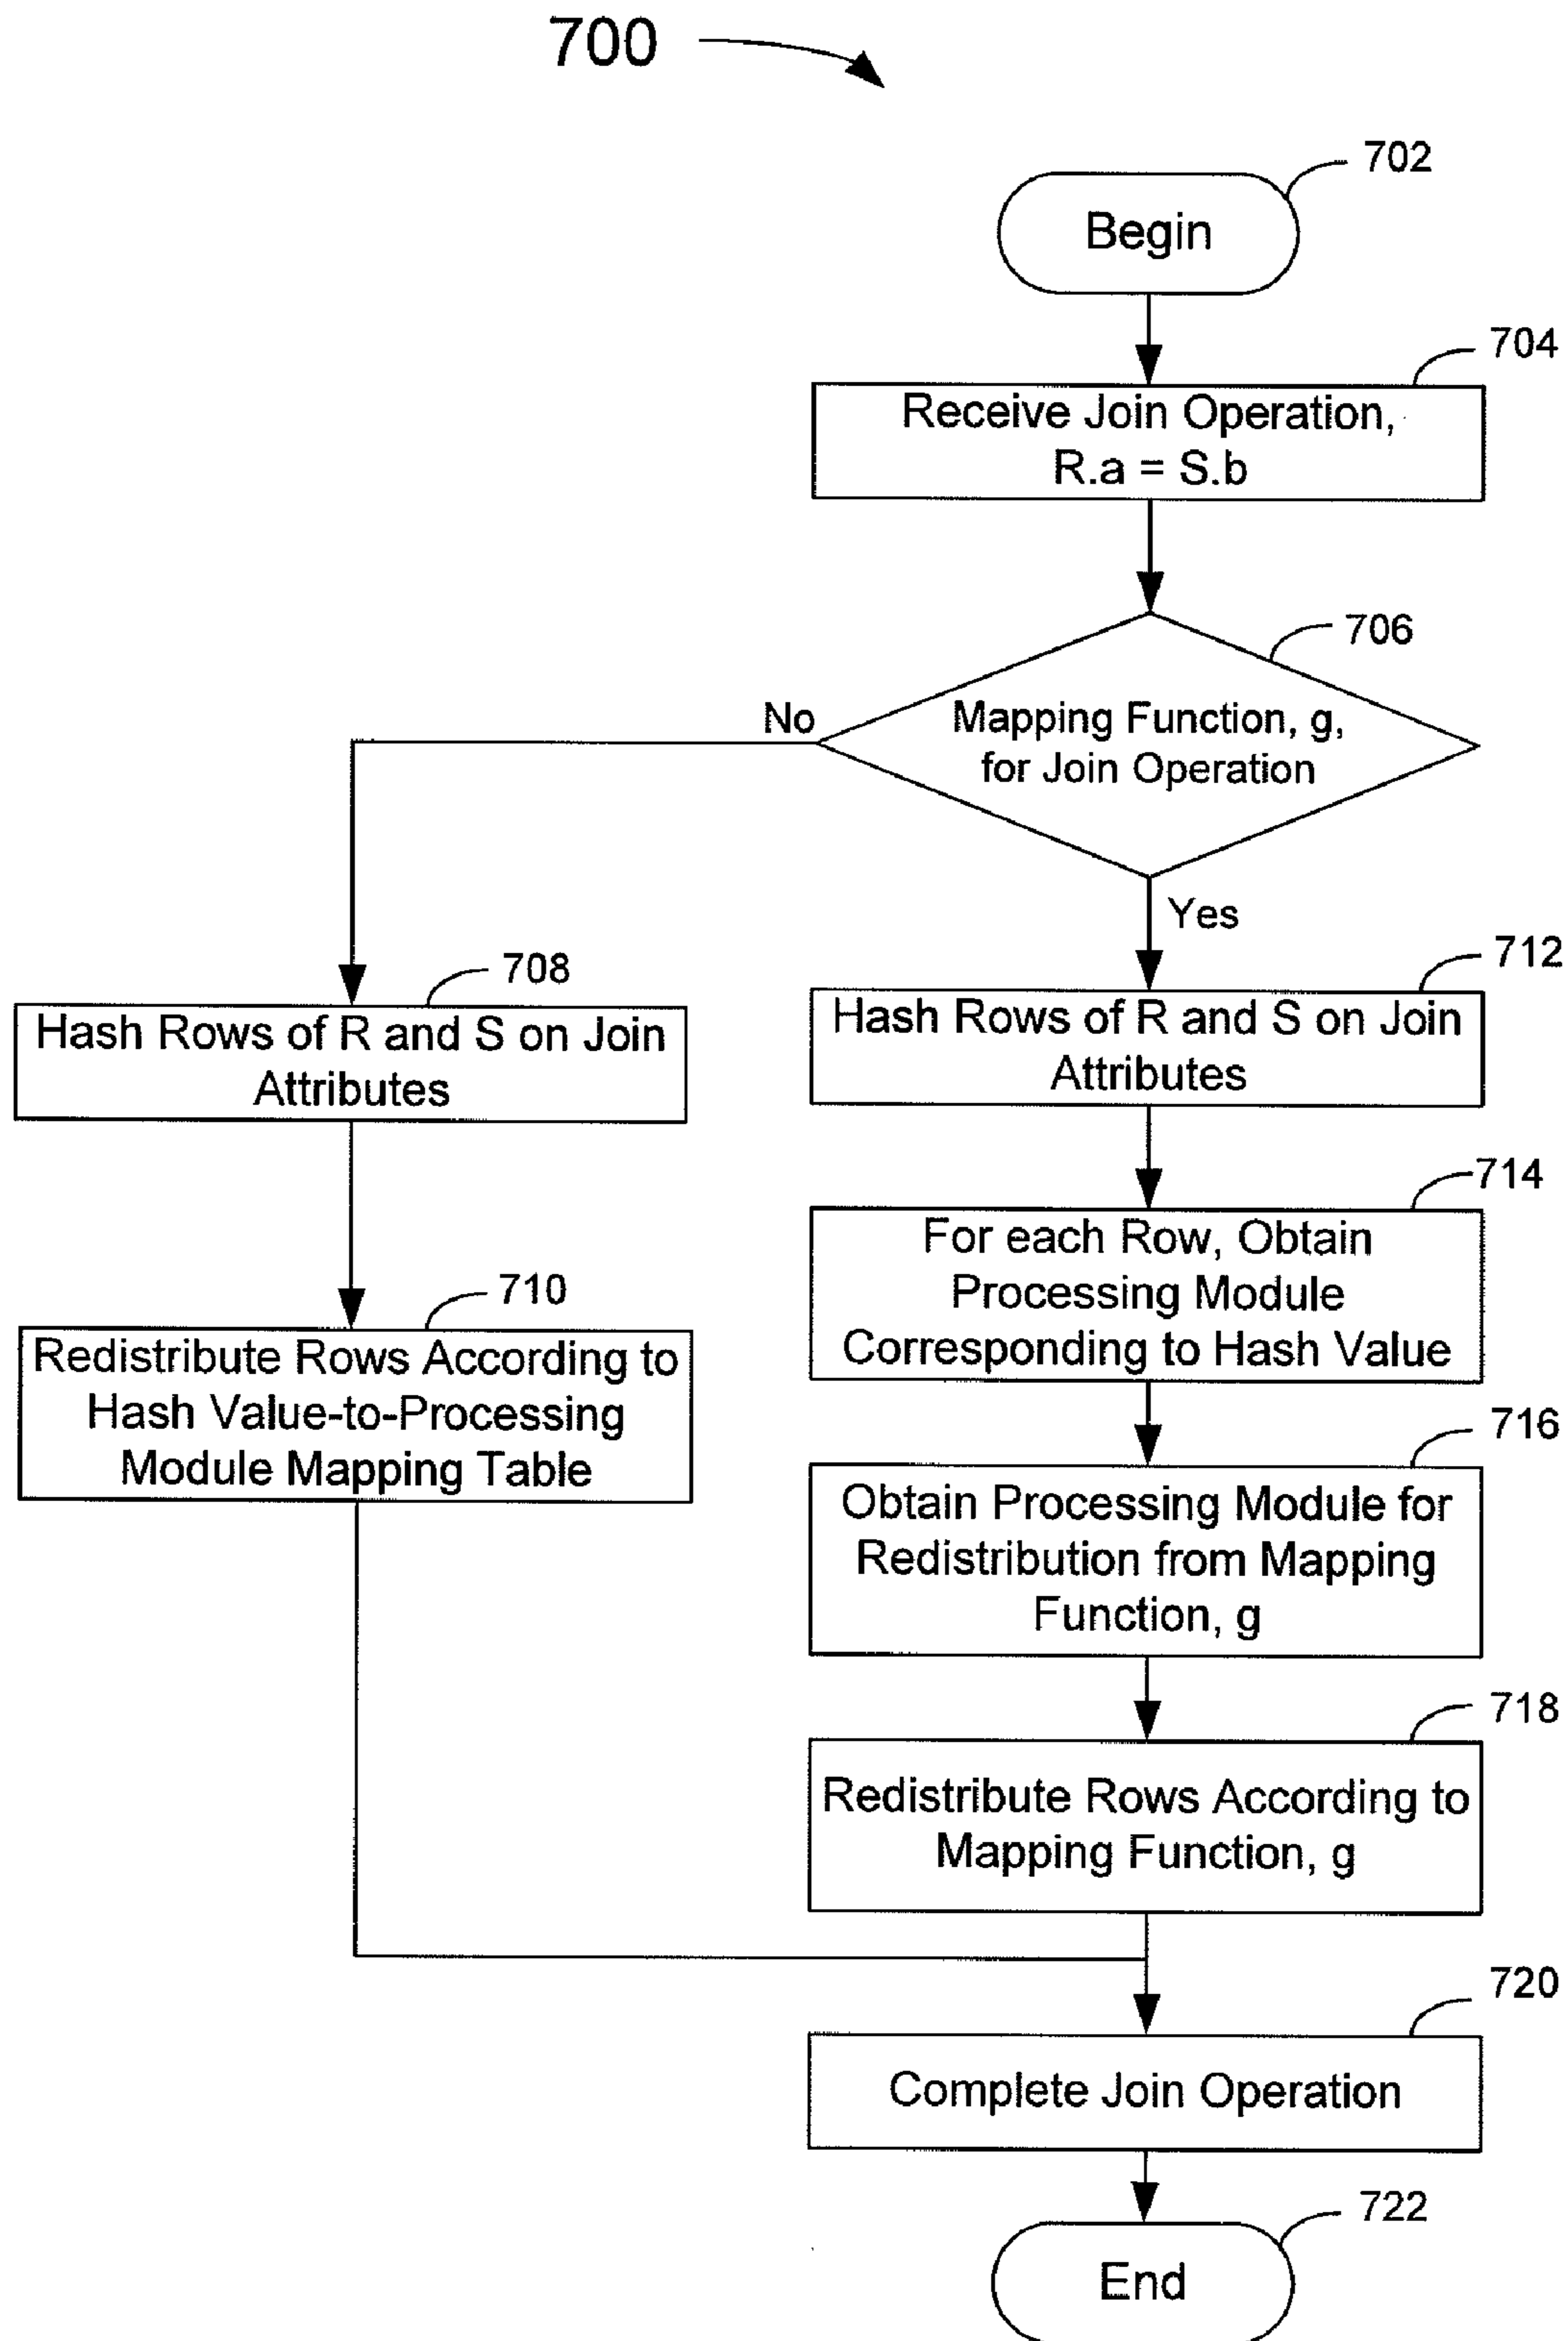 700
702
Begin
704
Receive Join Operation,
R.a = S.b
706
No
Mapping Function, g,
for Join Operation
Yes
708
Hash Rows of R and S on Join
Attributes
712
Hash Rows of R and S on Join
Attributes
714
For each Row, Obtain
Processing Module
Corresponding to Hash Value
710
Redistribute Rows According to
Hash Value-to-Processing
Module Mapping Table
716
Obtain Processing Module for
Redistribution from Mapping
Function, g
718
Redistribute Rows According to
Mapping Function, g
720
Complete Join Operation
722
End